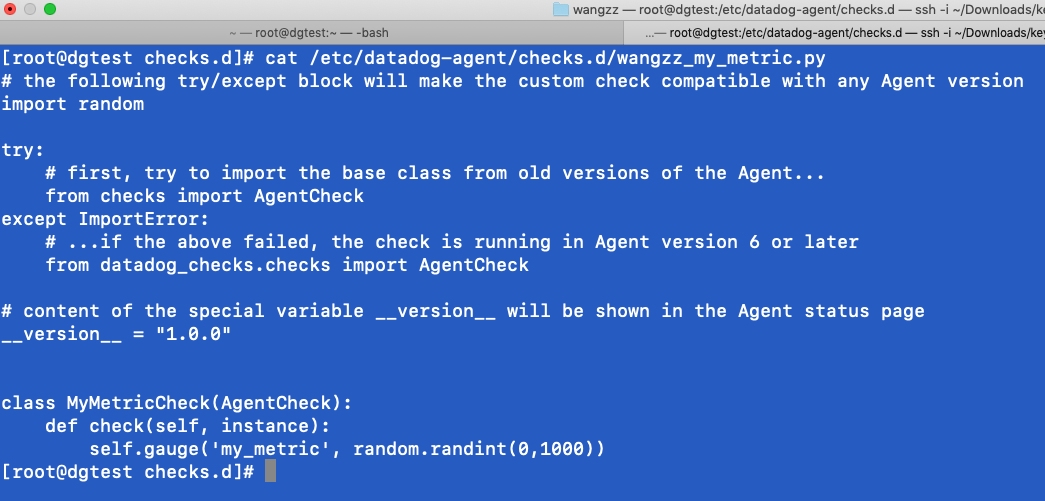 wangzz — root@dgtest:/etc/datadog-agent/checks.d — ssh -i ~/Downloads/ke
~ — root@dgtest:~ — -bash
...— root@dgtest:/etc/datadog-agent/checks.d — ssh -i ~/Downloads/key
[root@dgtest checks.d]# cat /etc/datadog-agent/checks.d/wangzz_my_metric.py
# the following try/except block will make the custom check compatible with any Agent version
import random
try:
    # first, try to import the base class from old versions of the Agent...
    from checks import AgentCheck
except ImportError:
    # ...if the above failed, the check is running in Agent version 6 or later
    from datadog_checks.checks import AgentCheck
# content of the special variable __version__ will be shown in the Agent status page
__version__ = "1.0.0"
class MyMetricCheck(AgentCheck):
    def check(self, instance):
        self.gauge('my_metric', random.randint(0,1000))
[root@dgtest checks.d]#